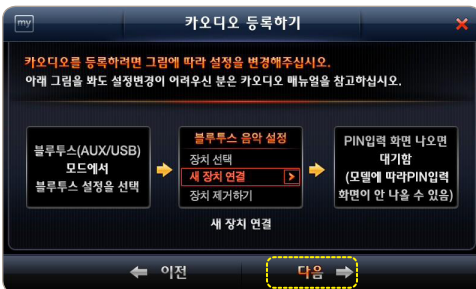 my
카오디오 등록하기
카오디오를 등록하려면 그림에 따라 설정을 변경해주십시오.
아래 그림을 봐도 설정변경이 어려우신 분은 카오디오 매뉴얼을 참고하십시오.
블루투스(AUX/USB)
모드에서
블루투스 설정을 선택
블루투스 음악 설정
장치 선택
새 장치 연결
장치 제거하기
PIN입력 화면 나오면
대기함
(모델에 따라PIN입력
화면이 안 나올 수 있음)
새 장치 연결
이전
다음